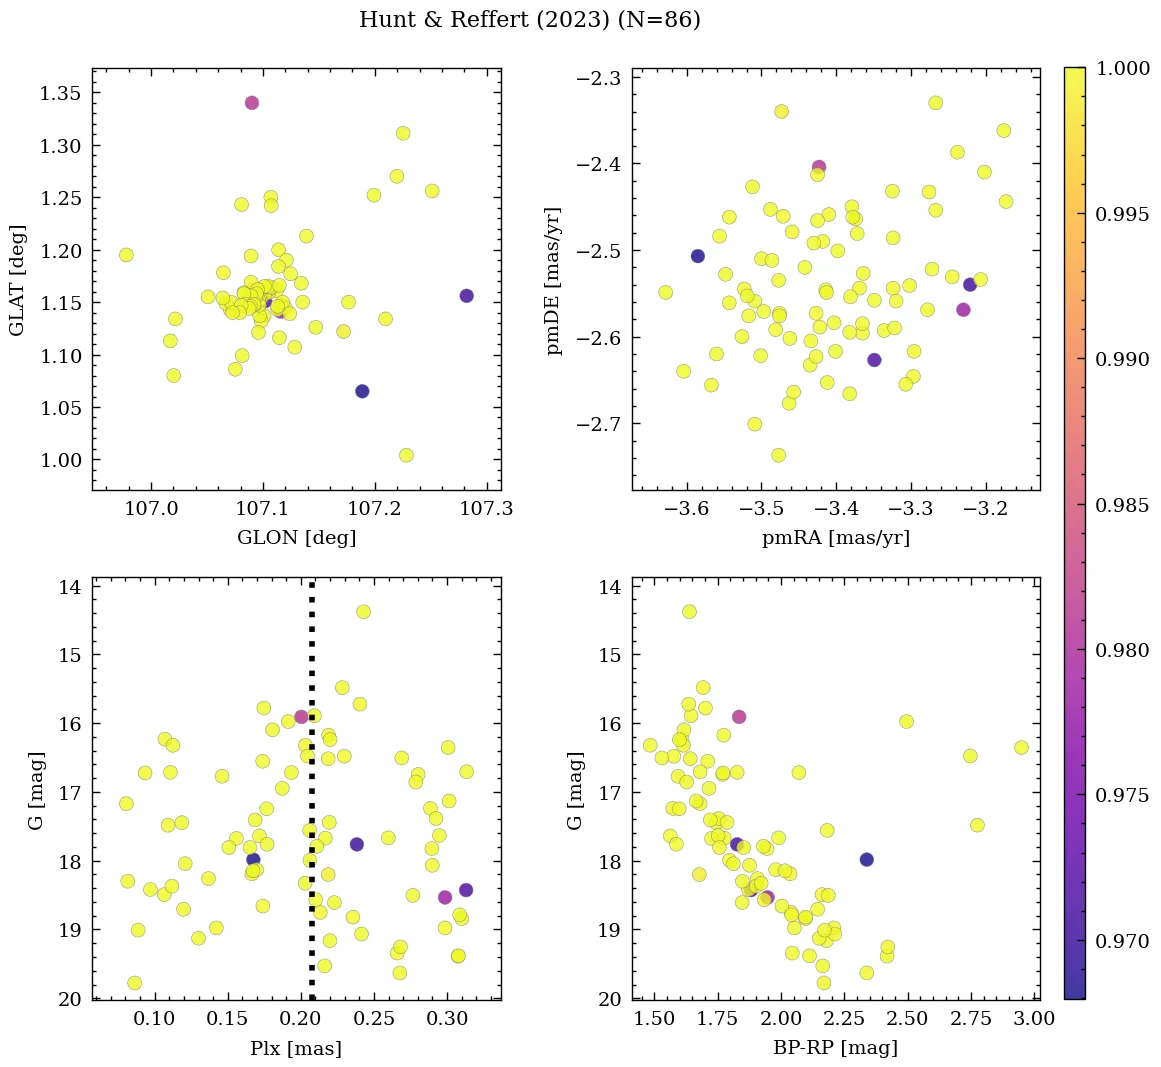 Hunt & Reffert (2023) (N=86)
1.35
1.30
1.25
1.20
1.15
1.10
1.05
1.00
GLAT [deg]
107.0 107.1 107.2 107.3
GLON [deg]
−2.3
−2.4
−2.5
−2.6
−2.7
pmDE [mas/yr]
−3.6 −3.5 −3.4 −3.3 −3.2
pmRA [mas/yr]
14
15
16
17
18
19
20
G [mag]
0.10 0.15 0.20 0.25 0.30
Plx [mas]
14
15
16
17
18
19
20
G [mag]
1.50 1.75 2.00 2.25 2.50 2.75 3.00
BP-RP [mag]
1.000
0.995
0.990
0.985
0.980
0.975
0.970